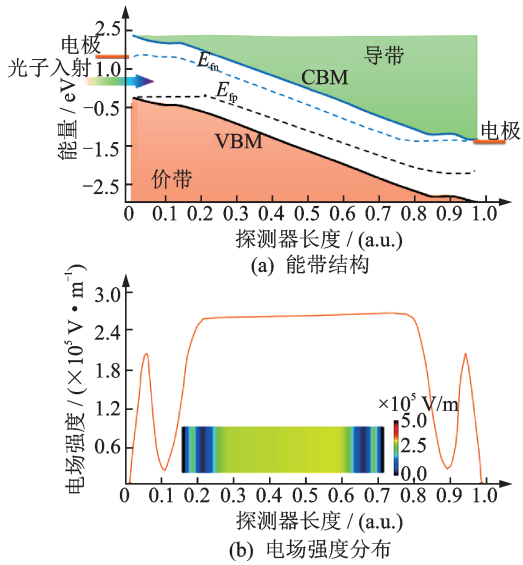 2.5
电极
导带
光子入射
1.0
E_fn
CBM
能量 / eV
−0.5
E_fp
电极
VBM
−1.5
价带
−2.5
0 0.1 0.2 0.3 0.4 0.5 0.6 0.7 0.8 0.9 1.0
探测器长度 / (a.u.)
(a) 能带结构
电场强度 / (×10⁵ V · m⁻¹)
3.0
2.4
1.8
1.2
0.6
×10⁵ V/m
5.0
2.5
0.0
0 0.1 0.2 0.3 0.4 0.5 0.6 0.7 0.8 0.9 1.0
探测器长度 / (a.u.)
(b) 电场强度分布